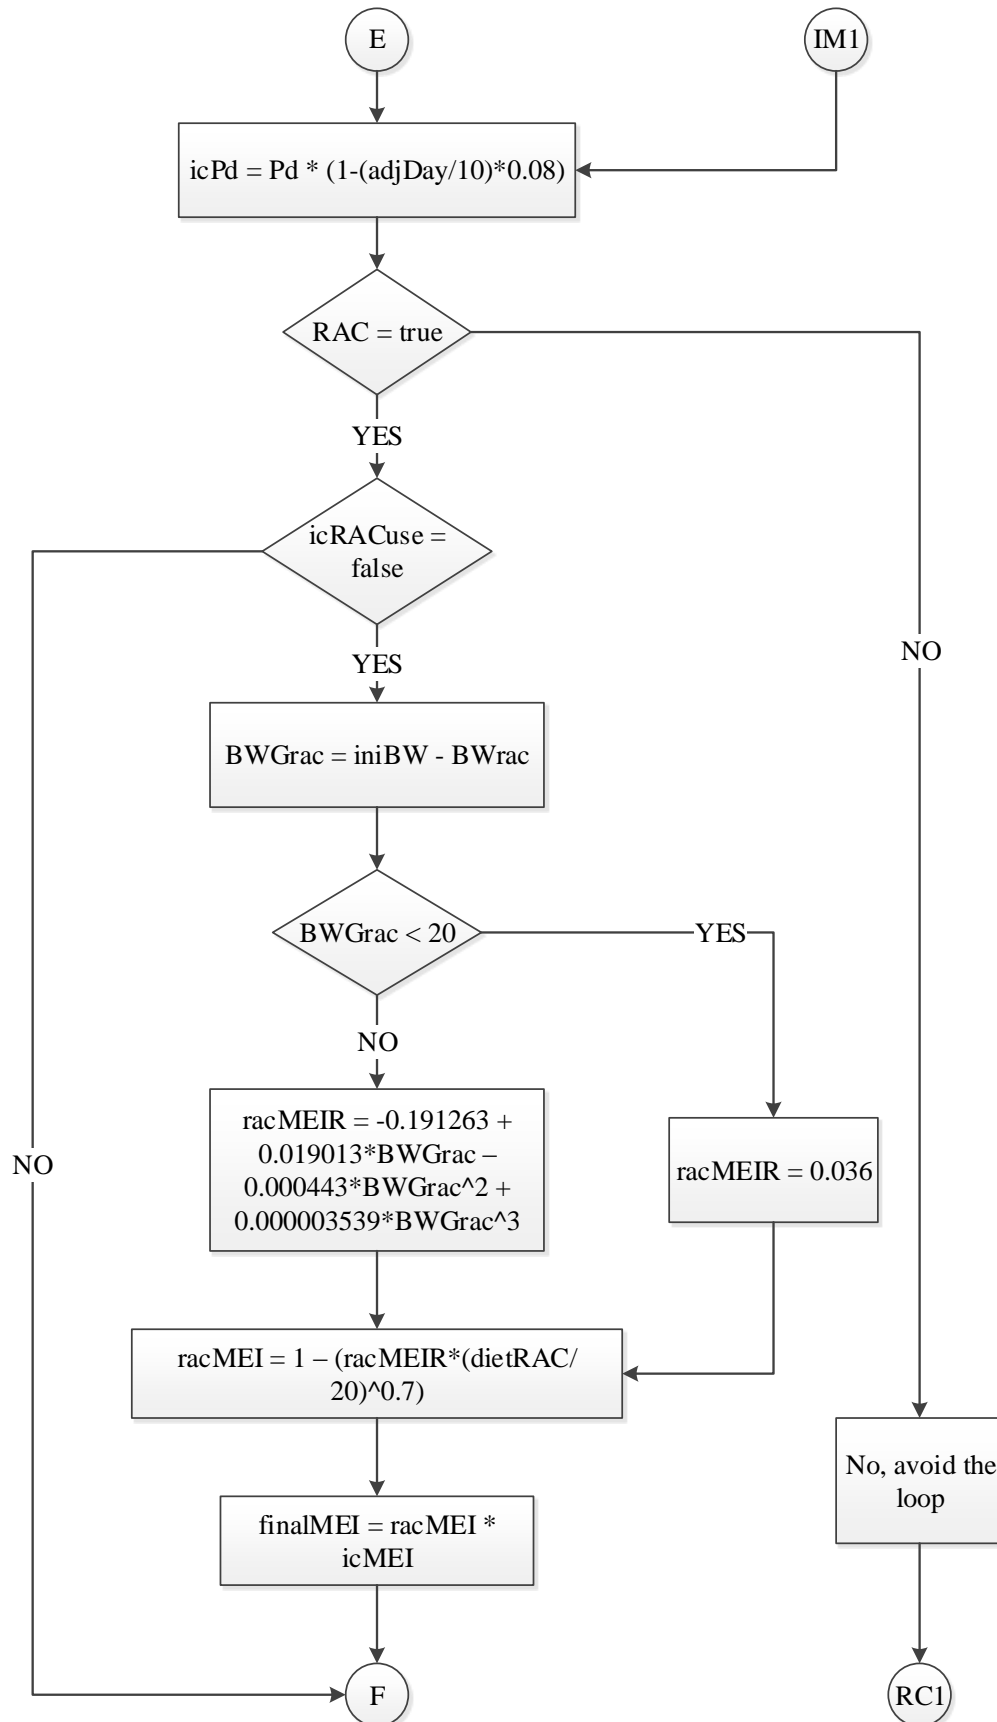 E
IM1
icPd = Pd * (1-(adjDay/10)*0.08)
RAC = true
YES
icRACuse =
false
YES
NO
BWGrac = iniBW - BWrac
BWGrac < 20
YES
NO
racMEIR = -0.191263 +
0.019013*BWGrac –
0.000443*BWGrac^2 +
0.000003539*BWGrac^3
NO
racMEIR = 0.036
racMEI = 1 – (racMEIR*(dietRAC/
20)^0.7)
No, avoid the
loop
finalMEI = racMEI *
icMEI
F
RC1